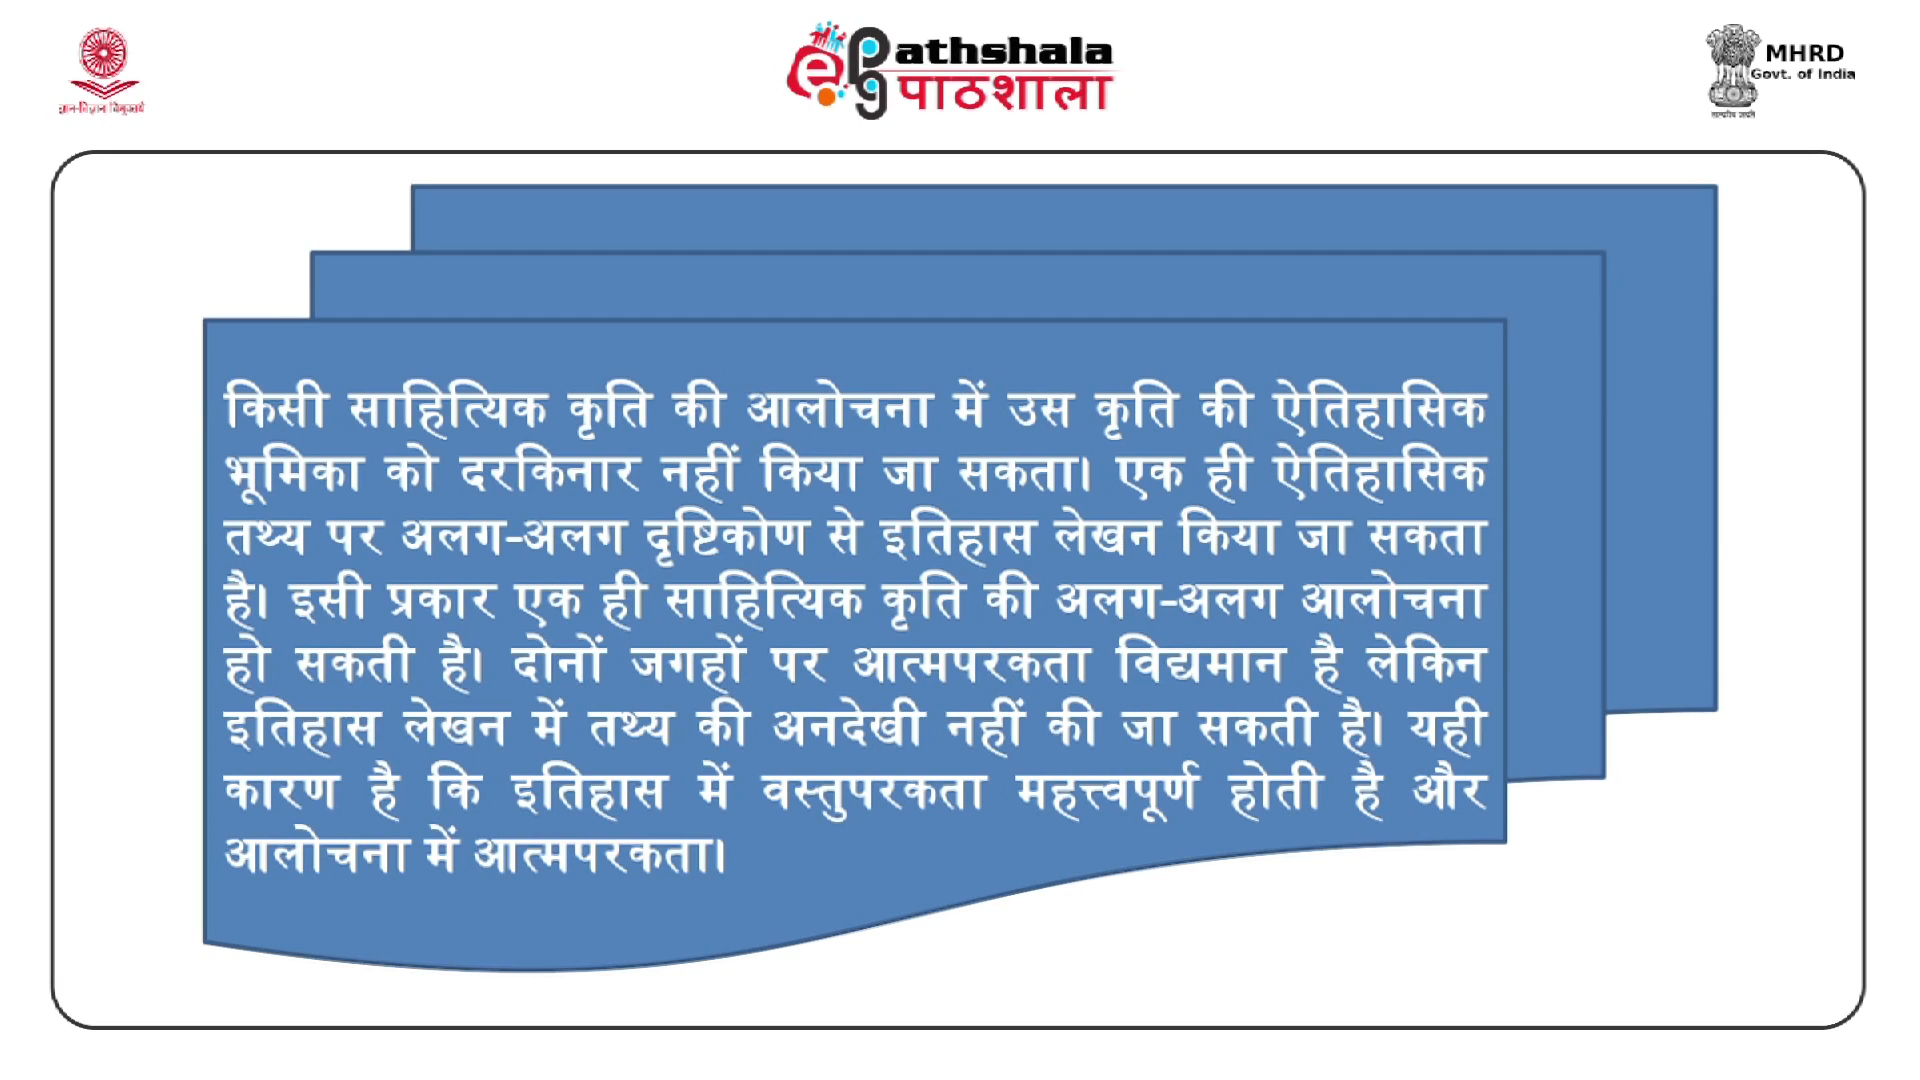 athshala
पाठशाला
MHRD
Govt. of India
किसी साहित्यिक कृति की आलोचना में उस कृति की ऐतिहासिक
भूमिका को दरकिनार नहीं किया जा सकता। एक ही ऐतिहासिक
तथ्य पर अलग-अलग दृष्टिकोण से इतिहास लेखन किया जा सकता
है। इसी प्रकार एक ही साहित्यिक कृति की अलग-अलग आलोचना
हो सकती है। दोनों जगहों पर आत्मपरकता विद्यमान है लेकिन
इतिहास लेखन में तथ्य की अनदेखी नहीं की जा सकती है। यही
कारण है कि इतिहास में वस्तुपरकता महत्त्वपूर्ण होती है और
आलोचना में आत्मपरकता।